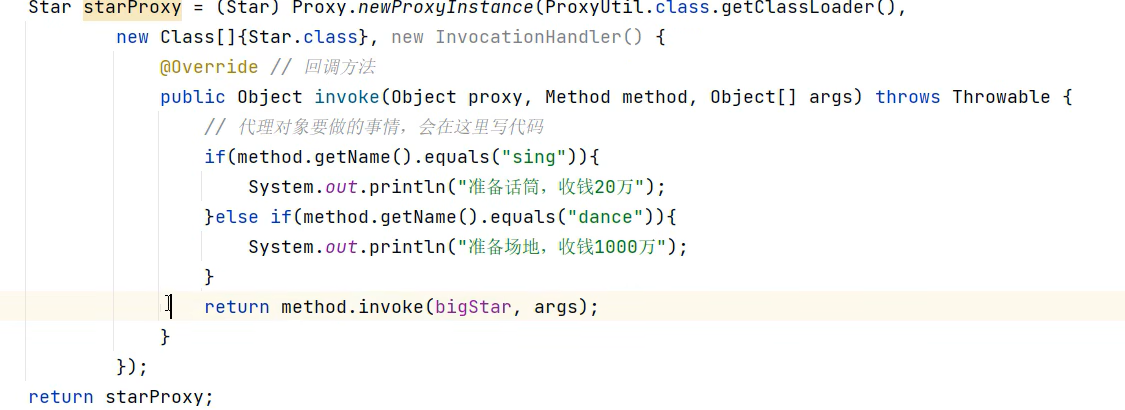 Star starProxy = (Star) Proxy.newProxyInstance(ProxyUtil.class.getClassLoader(),
new Class[]{Star.class}, new InvocationHandler() {
@Override // 回调方法
public Object invoke(Object proxy, Method method, Object[] args) throws Throwable {
// 代理对象要做的事情，会在这里写代码
if(method.getName().equals("sing")){
System.out.println("准备话筒，收钱20万");
}else if(method.getName().equals("dance")){
System.out.println("准备场地，收钱1000万");
}
return method.invoke(bigStar, args);
}
});
return starProxy;